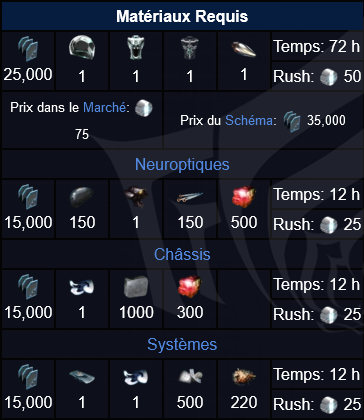 Matériaux Requis
25,000 1 1 1 1 Temps: 72 h
Rush: 50
Prix dans le Marché:
75
Prix du Schéma: 35,000
Neuroptiques
15,000 150 1 150 500 Temps: 12 h
Rush: 25
Châssis
15,000 1 1000 300 Temps: 12 h
Rush: 25
Systèmes
15,000 1 1 500 220 Temps: 12 h
Rush: 25